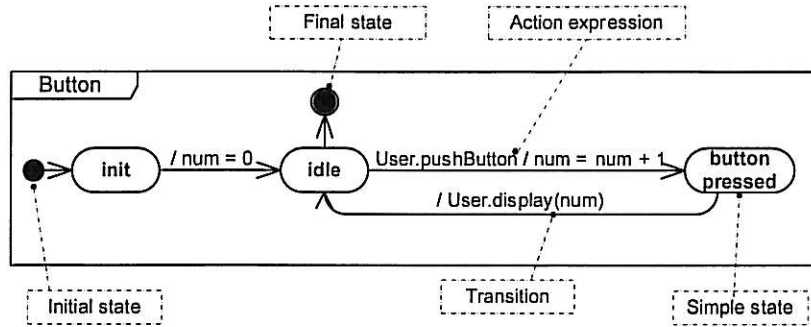 Final state
Action expression
Button
init
/ num = 0
idle
User.pushButton / num = num + 1
button
pressed
/ User.display(num)
Initial state
Transition
Simple state